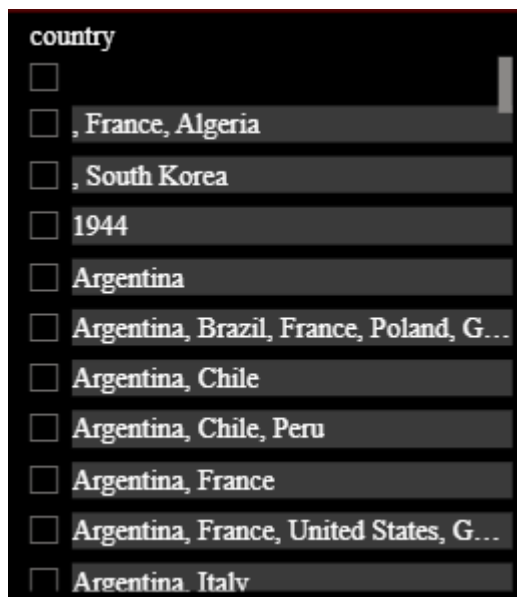 country
, France, Algeria
, South Korea
1944
Argentina
Argentina, Brazil, France, Poland, G...
Argentina, Chile
Argentina, Chile, Peru
Argentina, France
Argentina, France, United States, G...
Argentina, Italy